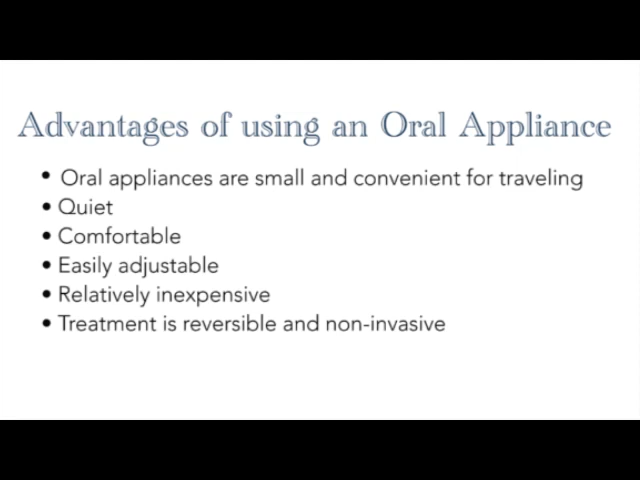 Advantages of using an Oral Appliance
• Oral appliances are small and convenient for traveling
• Quiet
• Comfortable
• Easily adjustable
• Relatively inexpensive
• Treatment is reversible and non-invasive